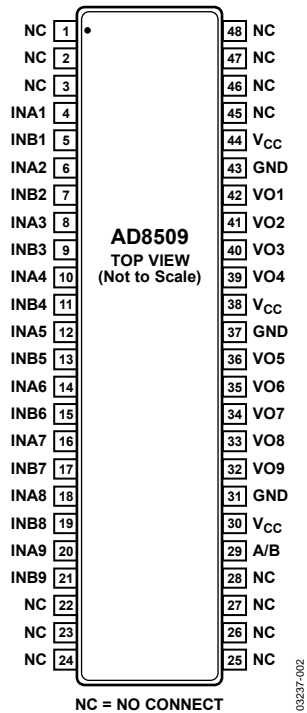 NC 1 48 NC
NC 2 47 NC
NC 3 46 NC
INA1 4 45 NC
INB1 5 44 VCC
INA2 6 43 GND
INB2 7 42 VO1
INA3 8 41 VO2
INB3 9 40 VO3
INA4 10 39 VO4
INB4 11 38 VCC
INA5 12 37 GND
INB5 13 36 VO5
INA6 14 35 VO6
INB6 15 34 VO7
INA7 16 33 VO8
INB7 17 32 VO9
INA8 18 31 GND
INB8 19 30 VCC
INA9 20 29 A/B
INB9 21 28 NC
NC 22 27 NC
NC 23 26 NC
NC 24 25 NC
AD8509
TOP VIEW
(Not to Scale)
NC = NO CONNECT
03237-002